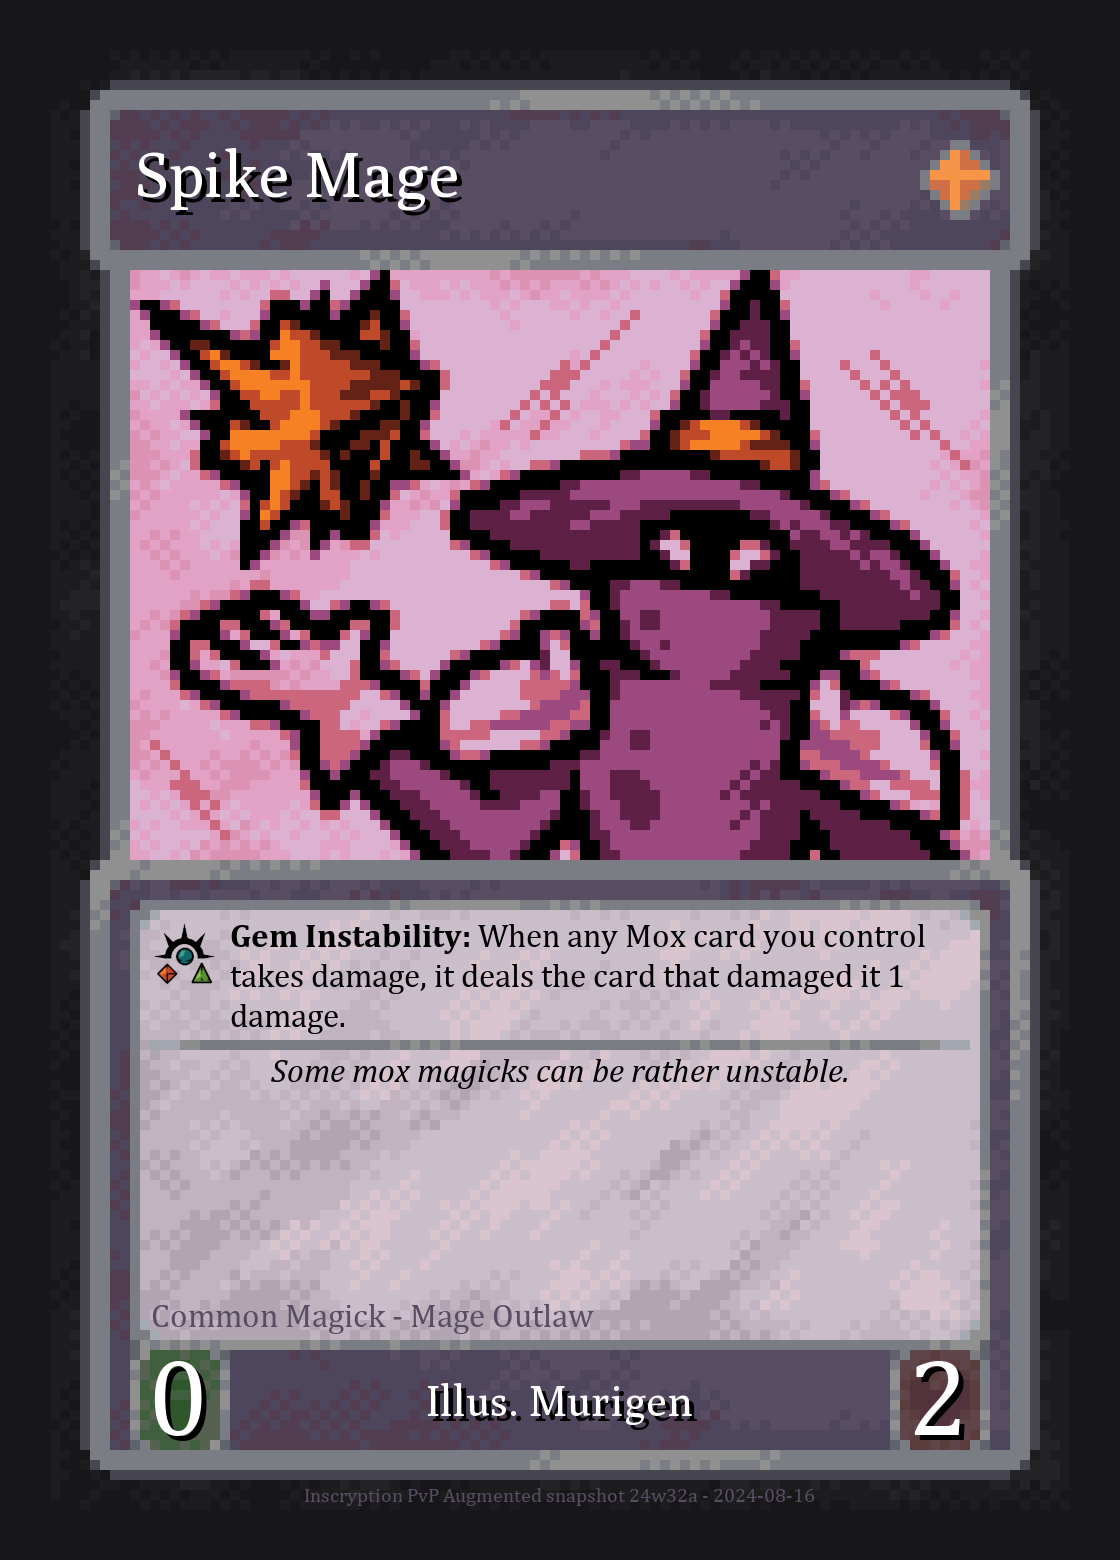 Spike Mage
Gem Instability: When any Mox card you control
takes damage, it deals the card that damaged it 1
damage.
Some mox magicks can be rather unstable.
Common Magick - Mage Outlaw
0
Illus. Murigen
2
Inscryption PvP Augmented snapshot 24w32a - 2024-08-16